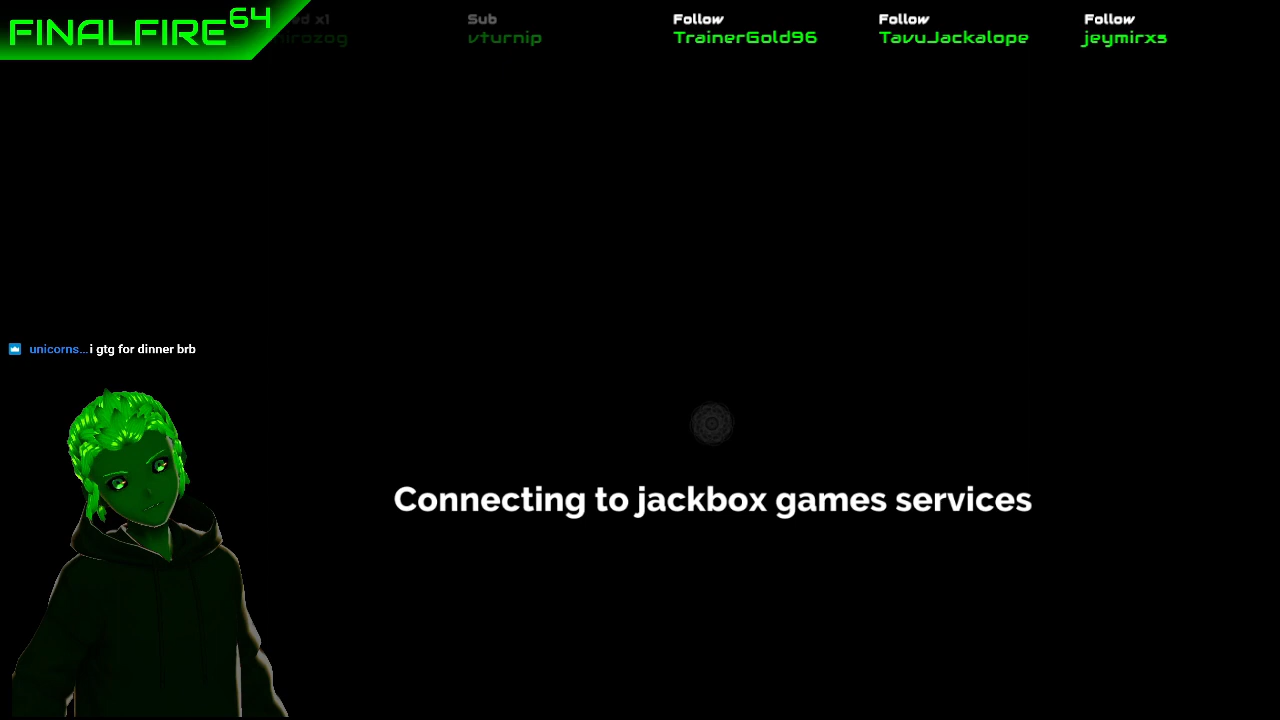 FINALFIRE64
x1
Sub
vturnip
Follow
TrainerGold96
Follow
TavuJackalope
Follow
jeymirxs
unicorns...i gtg for dinner brb
Connecting to jackbox games services